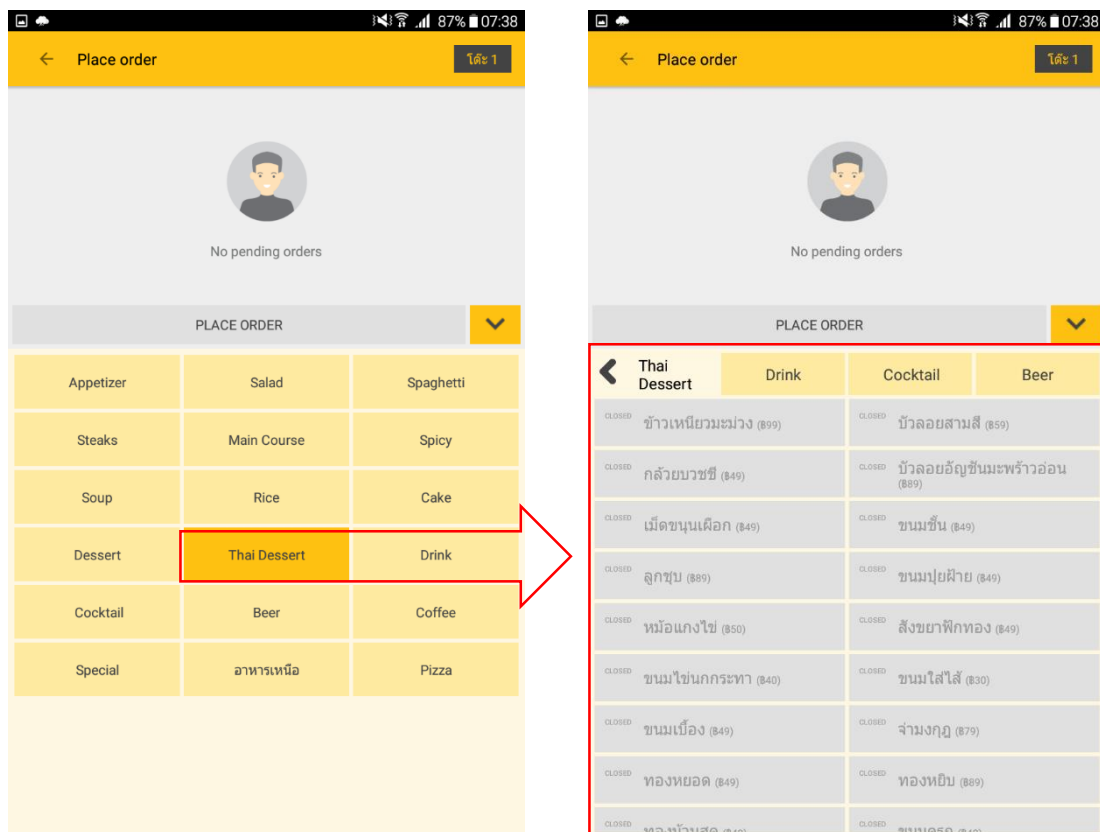 87% 07:38
Place order
โต๊ะ 1
No pending orders
PLACE ORDER
Appetizer Salad Spaghetti
Steaks Main Course Spicy
Soup Rice Cake
Dessert Thai Dessert Drink
Cocktail Beer Coffee
Special อาหารเหนือ Pizza
87% 07:38
Place order
โต๊ะ 1
No pending orders
PLACE ORDER
Thai
Dessert
Drink Cocktail Beer
CLOSED ข้าวเหนียวมะม่วง (฿99)
CLOSED บัวลอยสามสี (฿59)
CLOSED กล้วยบวชชี (฿49)
CLOSED บัวลอยอัญชันมะพร้าวอ่อน
(฿89)
CLOSED เม็ดขนุนเผือก (฿49)
CLOSED ขนมชั้น (฿49)
CLOSED ลูกชุบ (฿89)
CLOSED ขนมปุยฝ้าย (฿49)
CLOSED หม้อแกงไข่ (฿50)
CLOSED สังขยาฟักทอง (฿49)
CLOSED ขนมไข่นกกระทา (฿40)
CLOSED ขนมใส่ไส้ (฿30)
CLOSED ขนมเบื้อง (฿49)
CLOSED จ่ามงกุฎ (฿79)
CLOSED ทองหยอด (฿49)
CLOSED ทองหยิบ (฿89)
CLOSED
CLOSED